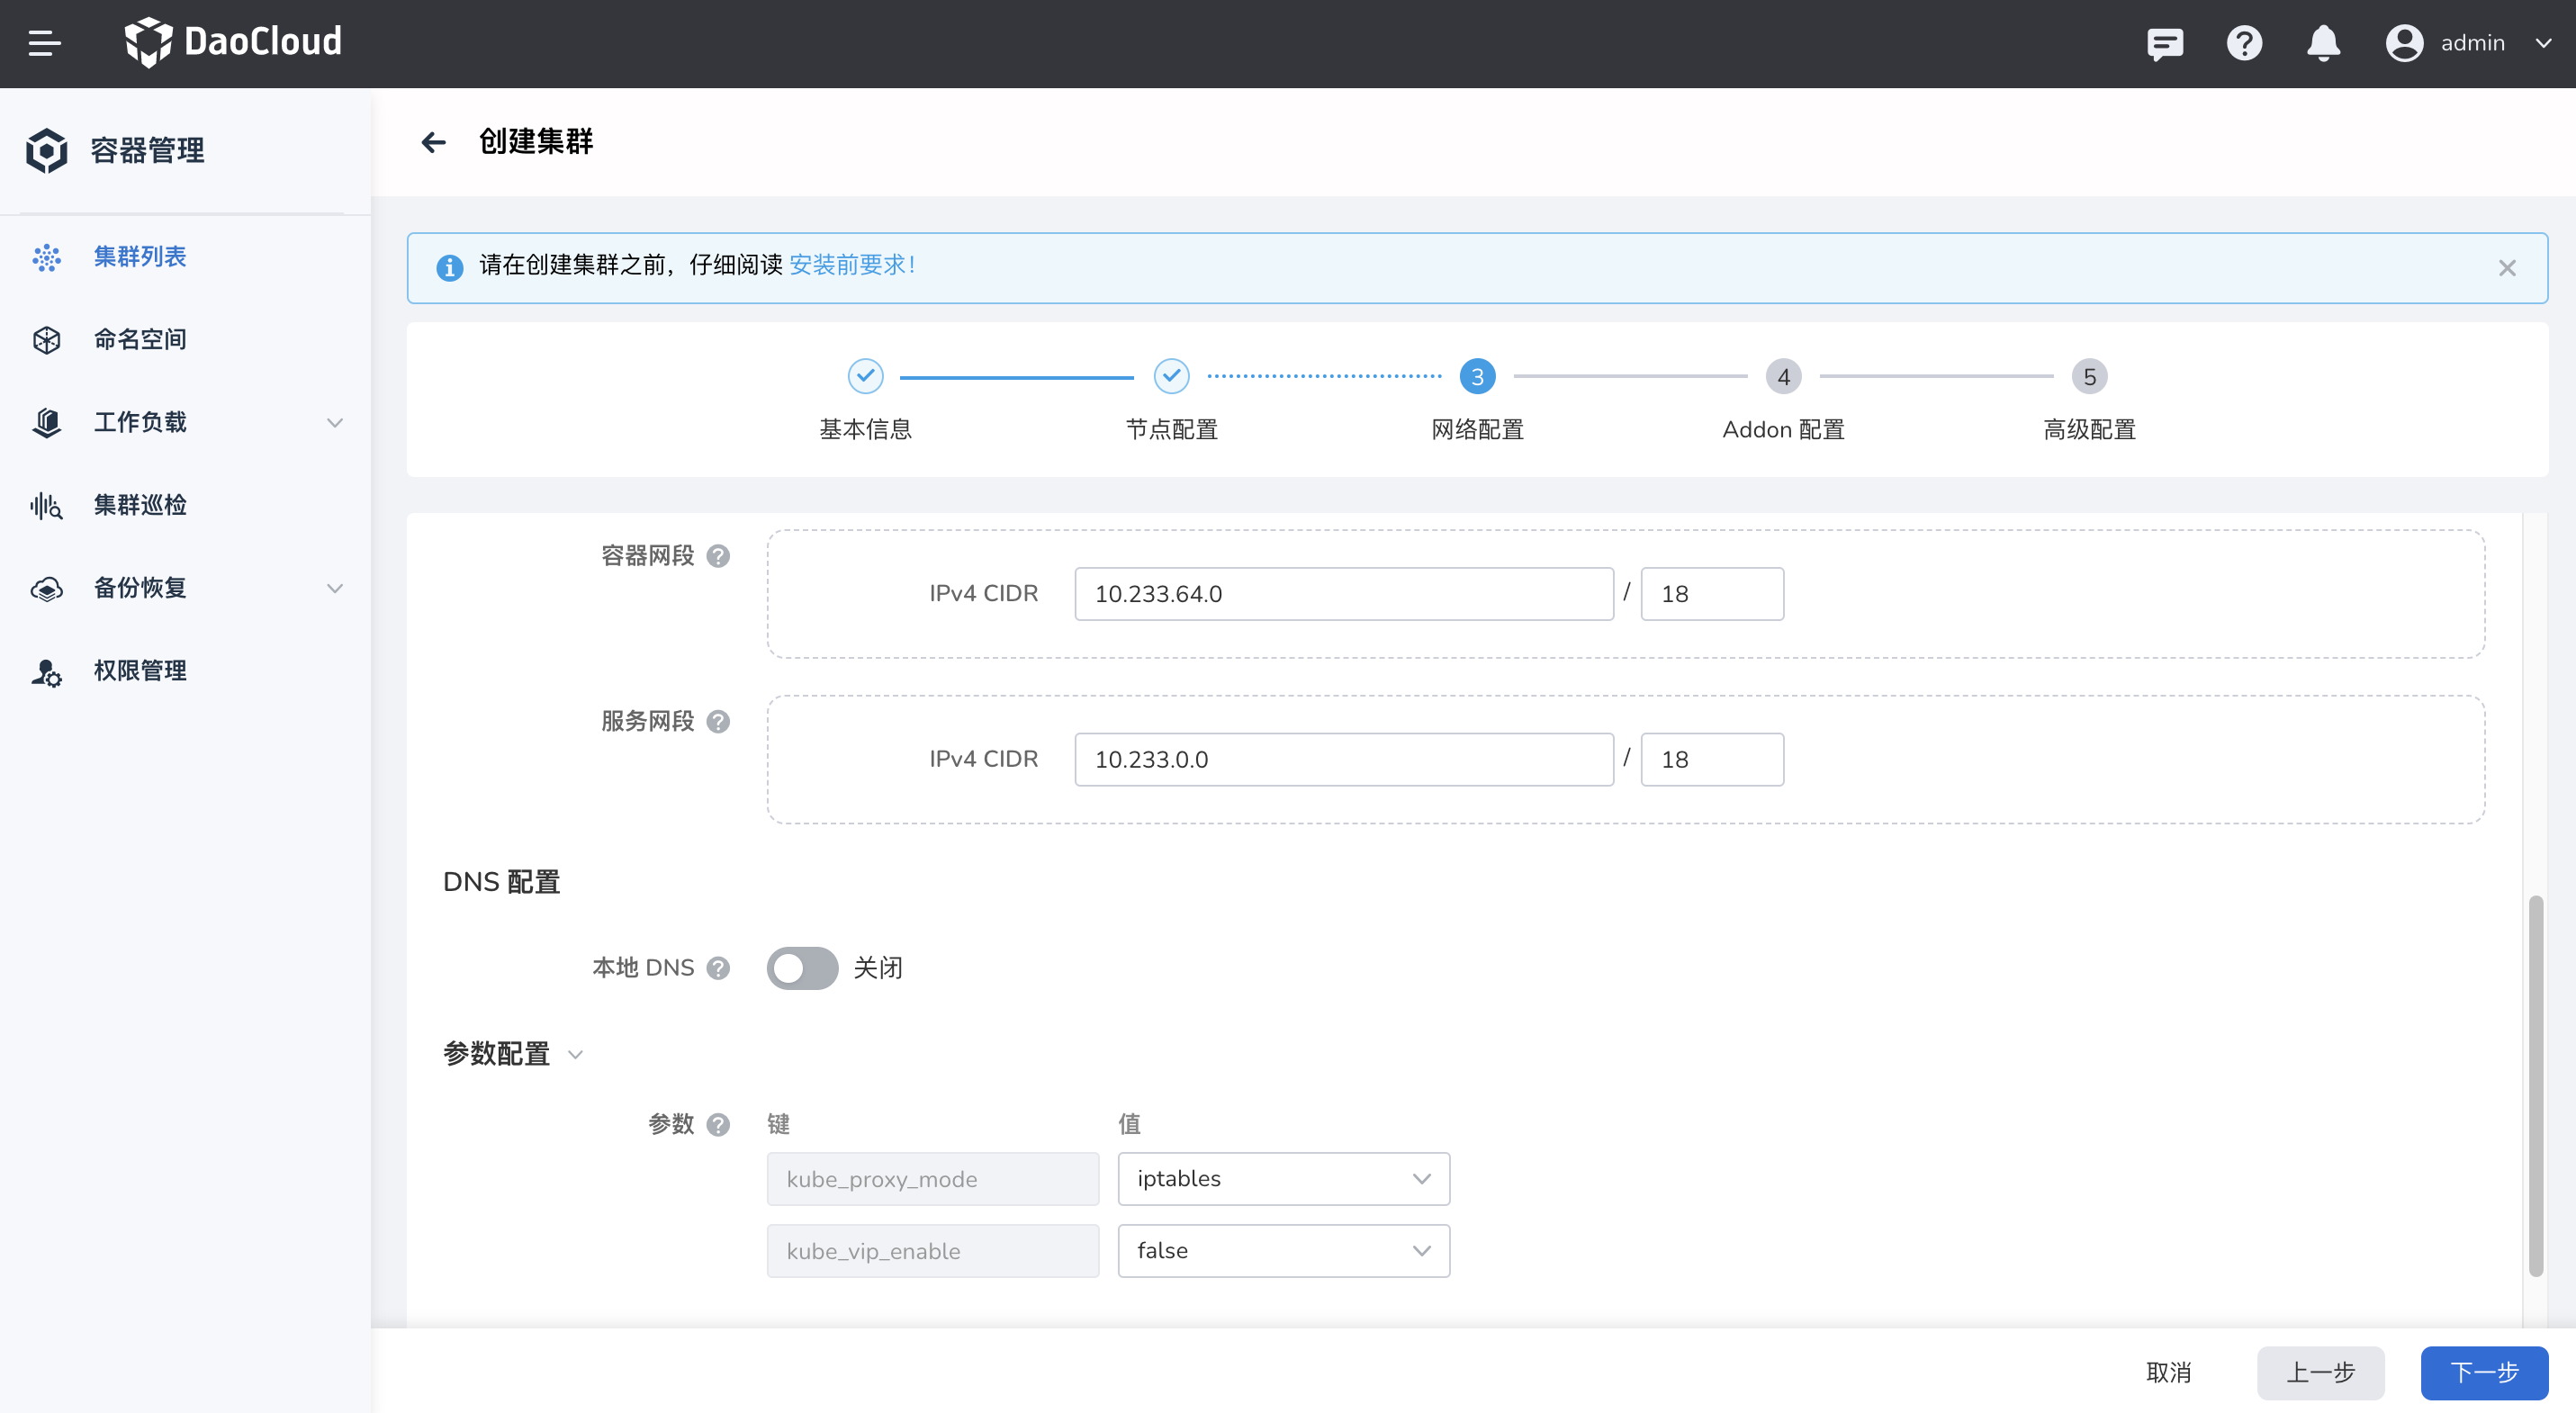 DaoCloud
admin
容器管理
集群列表
命名空间
工作负载
集群巡检
备份恢复
权限管理
创建集群
请在创建集群之前，仔细阅读 安装前要求！
3
4
5
基本信息
节点配置
网络配置
Addon 配置
高级配置
容器网段
IPv4 CIDR
10.233.64.0
/
18
服务网段
IPv4 CIDR
10.233.0.0
/
18
DNS 配置
本地 DNS
关闭
参数配置
参数
键
值
kube_proxy_mode
iptables
kube_vip_enable
false
取消
上一步
下一步